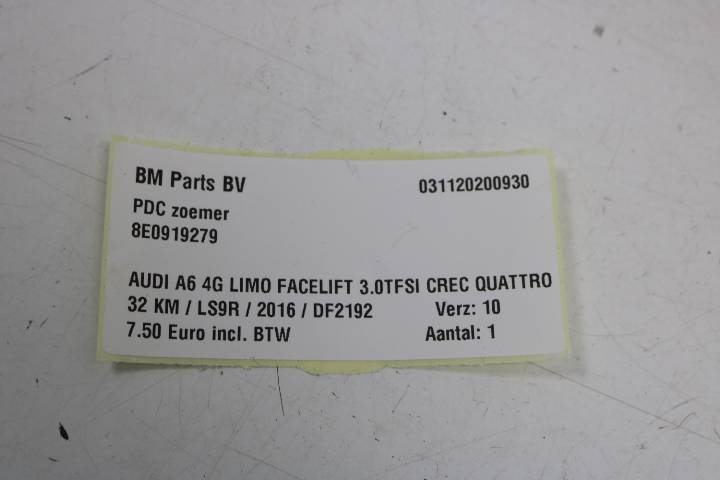 BM Parts BV 031120200930
PDC zoemer
8E0919279
AUDI A6 4G LIMO FACELIFT 3.0TFSI CREC QUATTRO
32 KM / LS9R / 2016 / DF2192 Verz: 10
7.50 Euro incl. BTW Aantal: 1